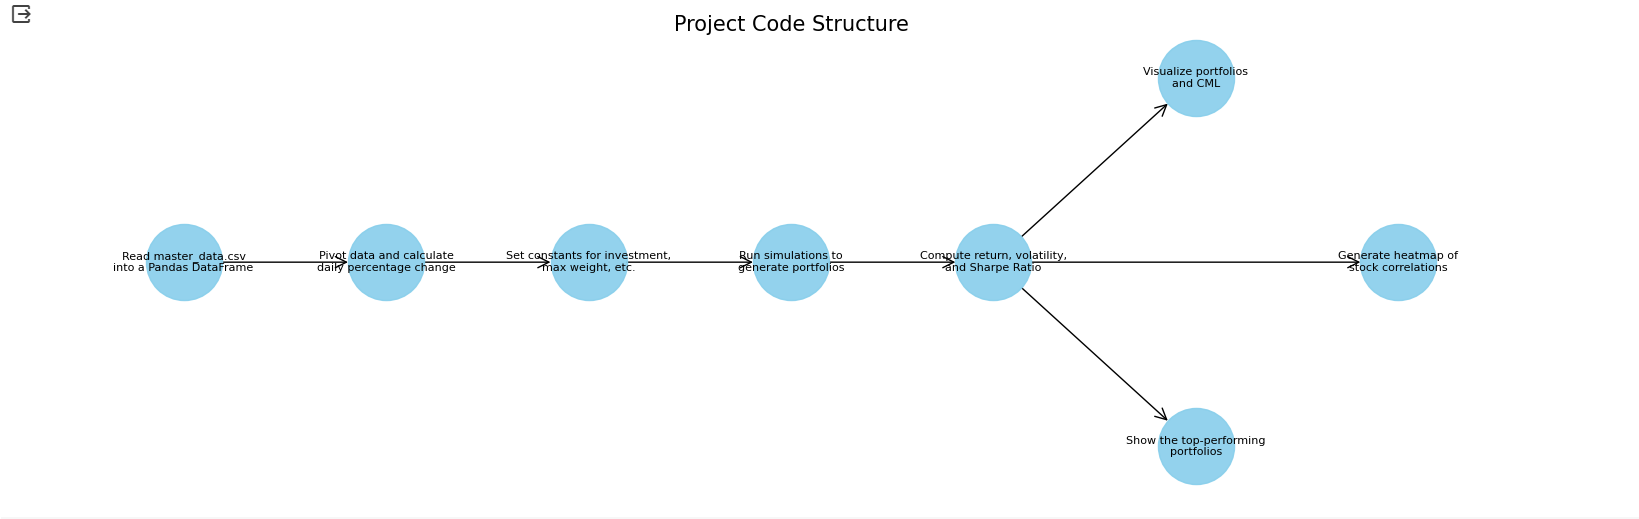 Project Code Structure
Visualize portfolios
and CML
Read master_data.csv
into a Pandas DataFrame
Pivot data and calculate
daily percentage change
Set constants for investment,
max weight, etc.
Run simulations to
generate portfolios
Compute return, volatility,
and Sharpe Ratio
Generate heatmap of
stock correlations
Show the top-performing
portfolios